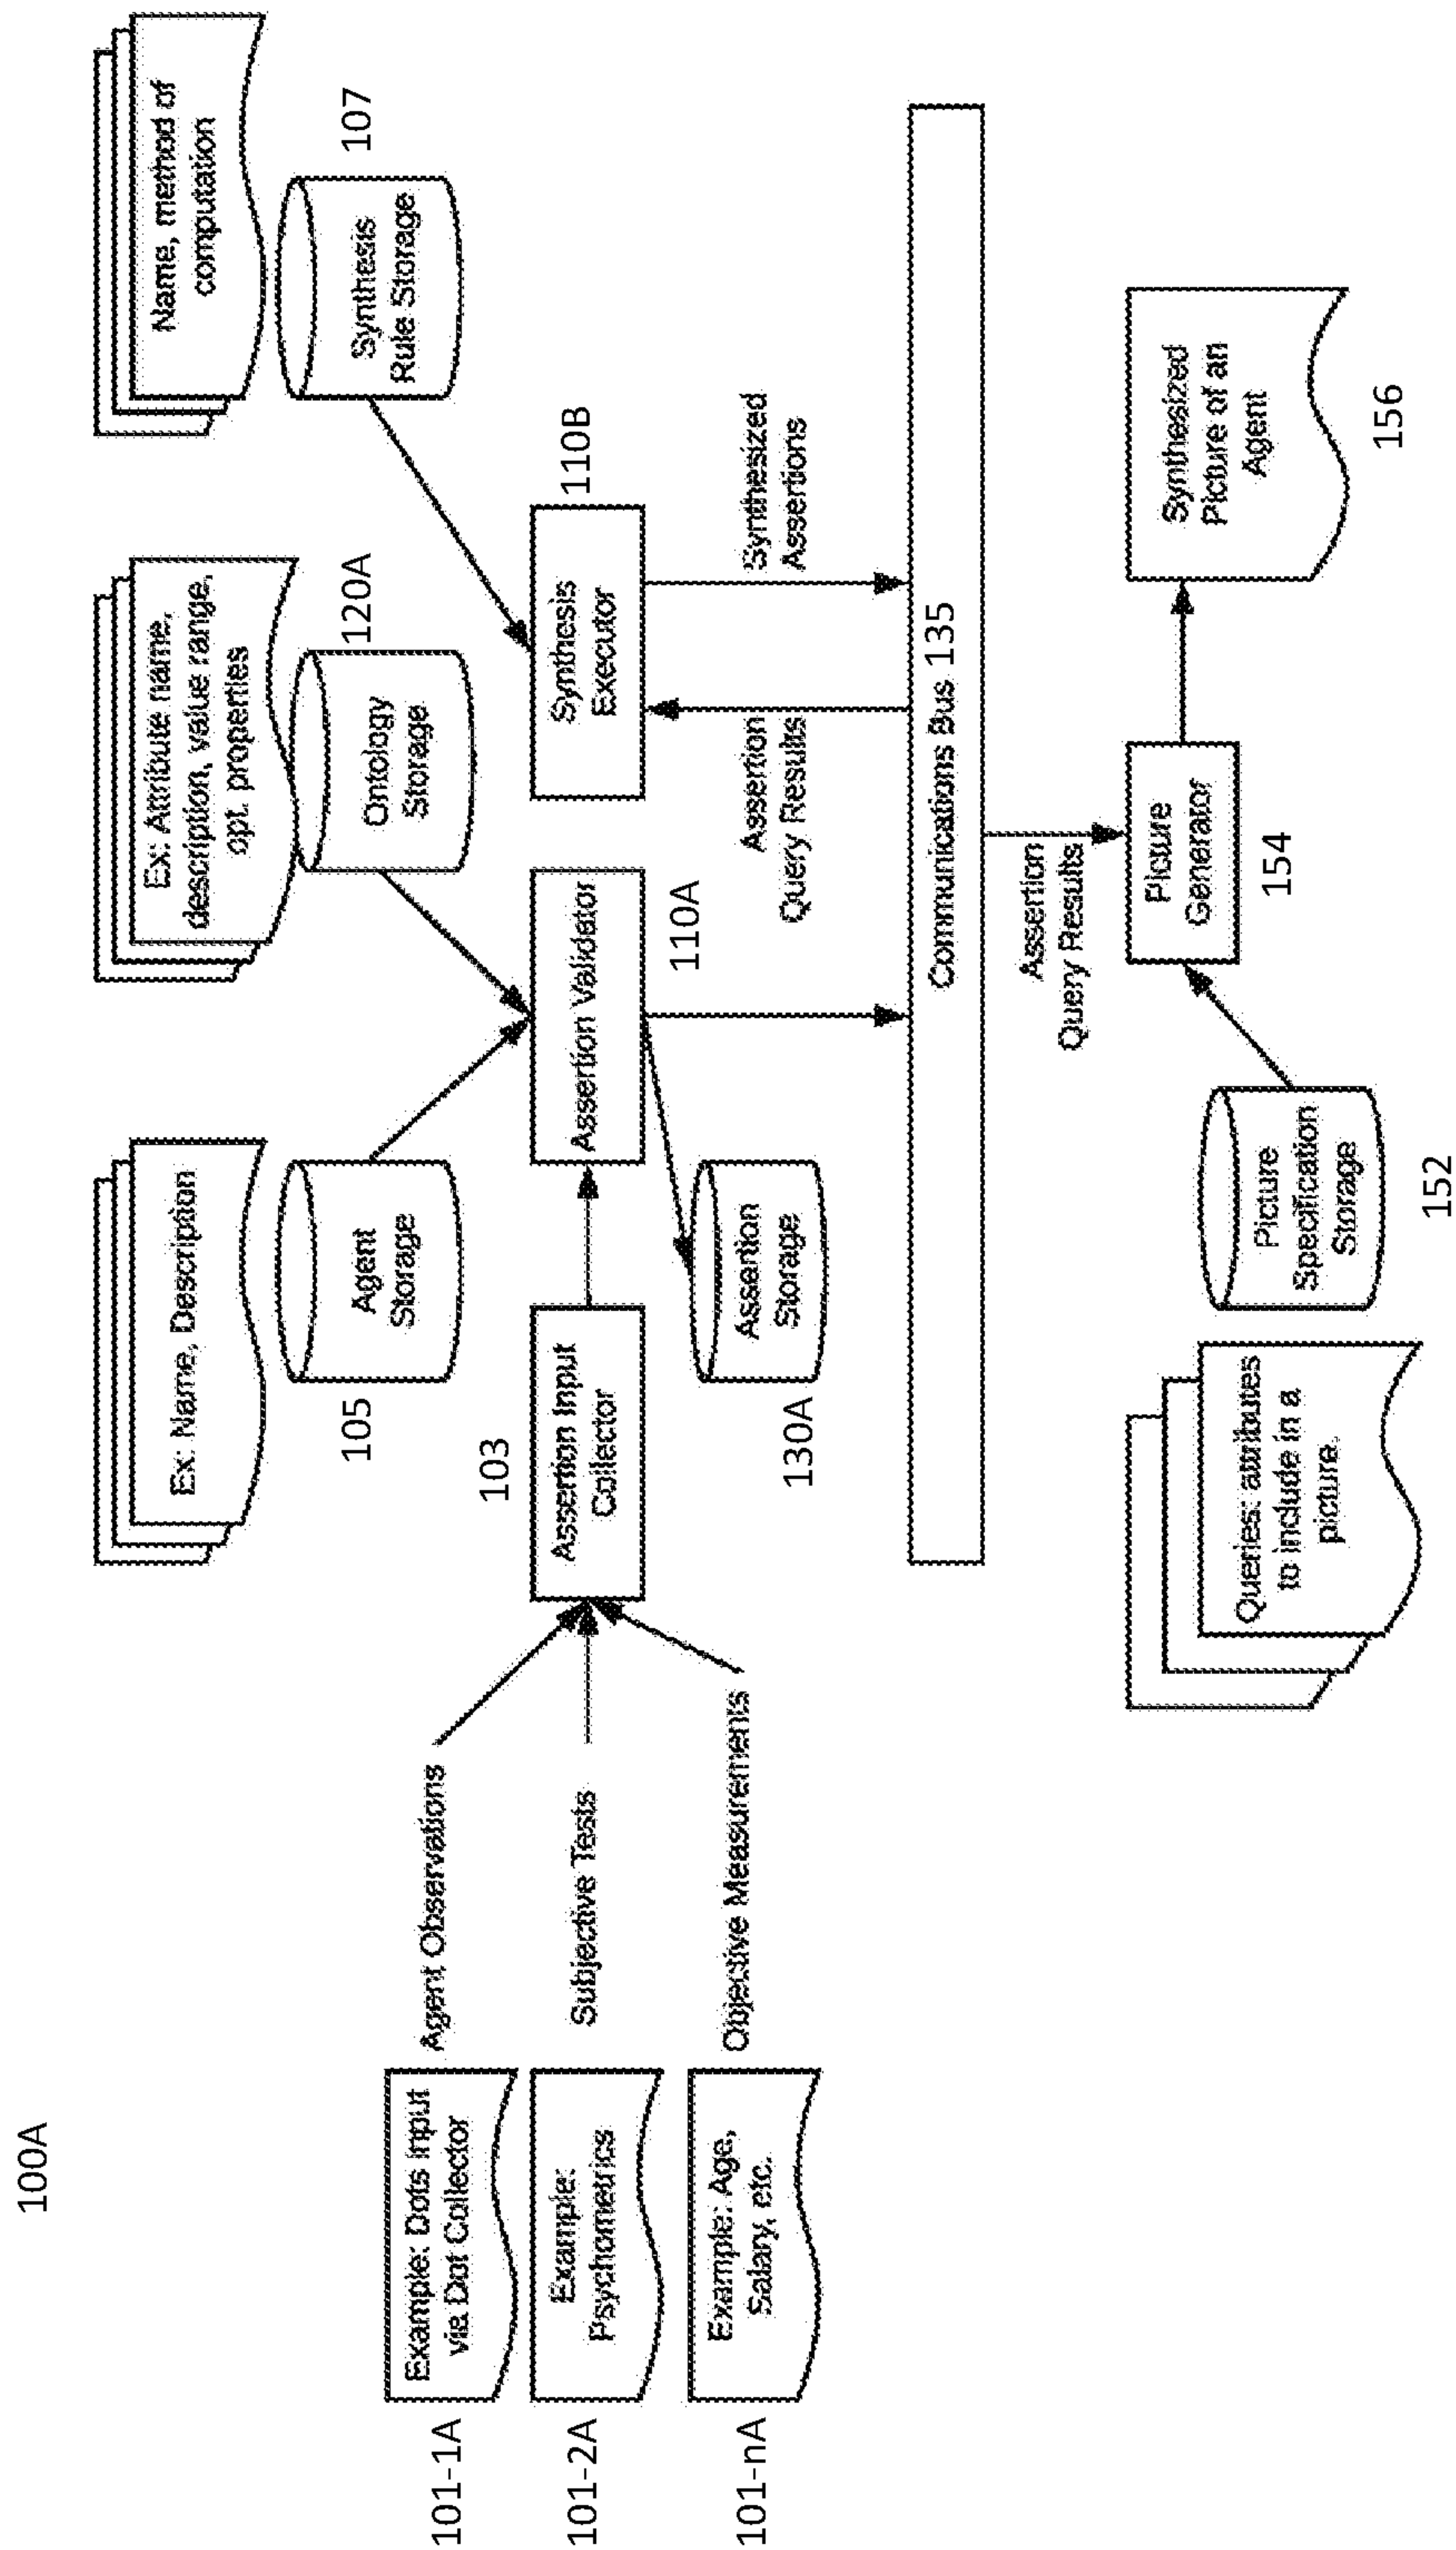 100A
Example: Dots input
via Dot Collector
101-1A
Agent Observations
Example:
Psychometrics
101-2A
Subjective Tests
Example: Age,
Salary, etc.
101-nA
Objective Measurements
Assertion Input
Collector
103
Ex: Name, Description
Agent
Storage
105
Ex: Attribute name,
description, value range,
opt. properties
Ontology
Storage
120A
Name, method of
computation
Synthesis
Rule Storage
107
Assertion Validator
110A
Assertion
Storage
130A
Synthesis
Executor
110B
Assertion
Query Results
Synthesized
Assertions
Communications Bus 135
Assertion
Query Results
Queries: attributes
to include in a
picture.
Picture
Specification
Storage
152
Picture
Generator
154
Synthesized
Picture of an
Agent
156